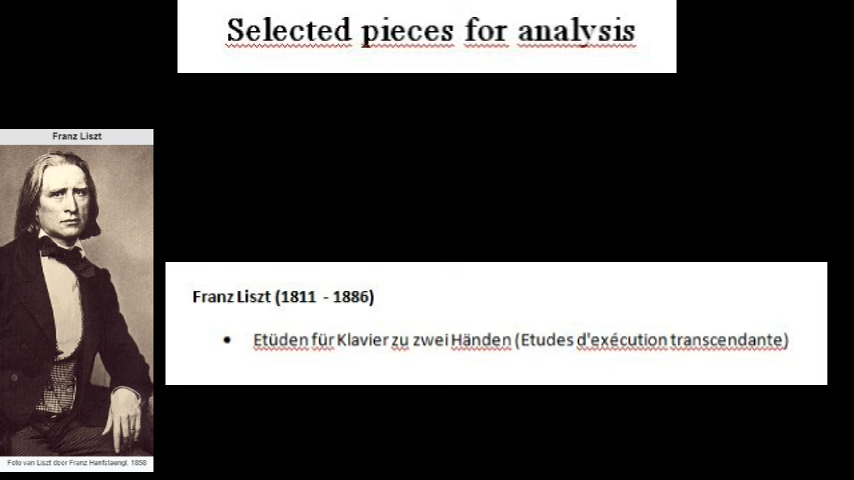 Selected pieces for analysis
Franz Liszt
Franz Liszt (1811 - 1886)
• Etüden für Klavier zu zwei Händen (Etudes d'exécution transcendante)
Foto van Liszt door Franz Hanfstaengl, 1858